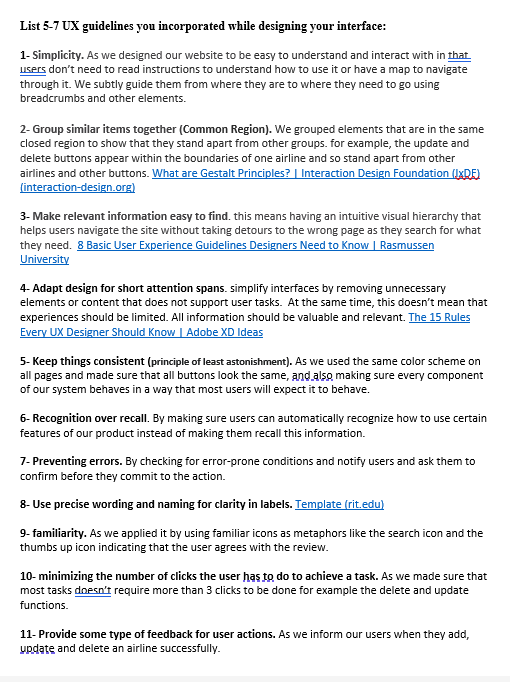 List 5-7 UX guidelines you incorporated while designing your interface:
1- Simplicity. As we designed our website to be easy to understand and interact with in that
users don't need to read instructions to understand how to use it or have a map to navigate
through it. We subtly guide them from where they are to where they need to go using
breadcrumbs and other elements.
2- Group similar items together (Common Region). We grouped elements that are in the same
closed region to show that they stand apart from other groups. for example, the update and
delete buttons appear within the boundaries of one airline and so stand apart from other
airlines and other buttons. What are Gestalt Principles? | Interaction Design Foundation (IxDF)
(interaction-design.org)
3- Make relevant information easy to find. this means having an intuitive visual hierarchy that
helps users navigate the site without taking detours to the wrong page as they search for what
they need. 8 Basic User Experience Guidelines Designers Need to Know | Rasmussen
University
4- Adapt design for short attention spans. simplify interfaces by removing unnecessary
elements or content that does not support user tasks. At the same time, this doesn't mean that
experiences should be limited. All information should be valuable and relevant. The 15 Rules
Every UX Designer Should Know | Adobe XD Ideas
5- Keep things consistent (principle of least astonishment). As we used the same color scheme on
all pages and made sure that all buttons look the same, and also making sure every component
of our system behaves in a way that most users will expect it to behave.
6- Recognition over recall. By making sure users can automatically recognize how to use certain
features of our product instead of making them recall this information.
7- Preventing errors. By checking for error-prone conditions and notify users and ask them to
confirm before they commit to the action.
8- Use precise wording and naming for clarity in labels. Template (rit.edu)
9- familiarity. As we applied it by using familiar icons as metaphors like the search icon and the
thumbs up icon indicating that the user agrees with the review.
10- minimizing the number of clicks the user has to do to achieve a task. As we made sure that
most tasks doesn't require more than 3 clicks to be done for example the delete and update
functions.
11- Provide some type of feedback for user actions. As we inform our users when they add,
update and delete an airline successfully.